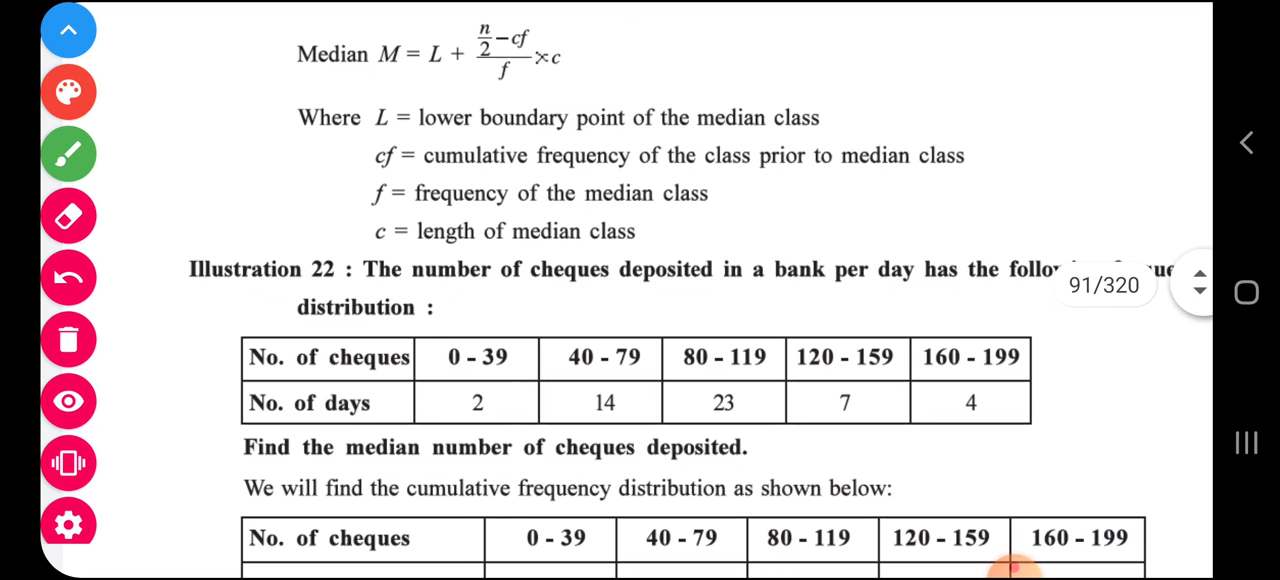 Median M = L + \frac{\frac{n}{2} - cf}{f} × c
Where L = lower boundary point of the median class
cf = cumulative frequency of the class prior to median class
f = frequency of the median class
c = length of median class
Illustration 22 : The number of cheques deposited in a bank per day has the
91/320
distribution :
No. of cheques 0 - 39 40 - 79 80 - 119 120 - 159 160 - 199
No. of days 2 14 23 7 4
Find the median number of cheques deposited.
We will find the cumulative frequency distribution as shown below:
No. of cheques 0 - 39 40 - 79 80 - 119 120 - 159 160 - 199